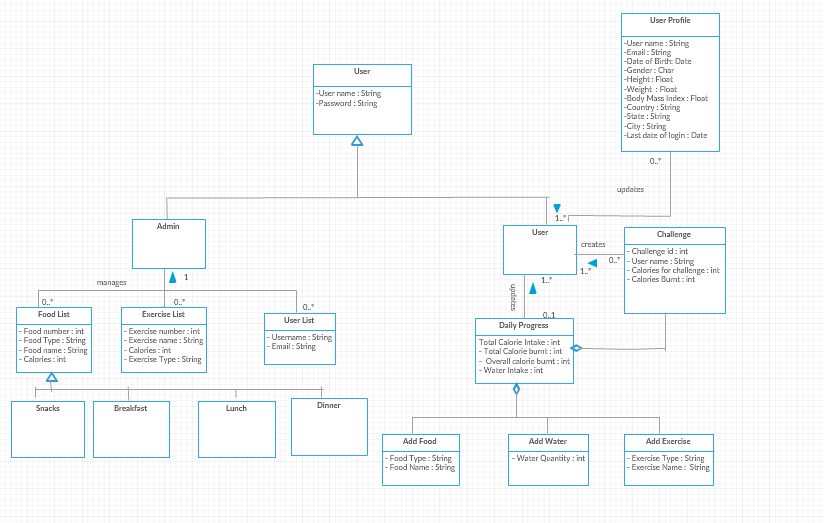 User Profile
-User name : String
-Email : String
-Date of Birth: Date
-Gender : Char
-Height : Float
-Weight  : Float
-Body Mass Index : Float
-Country : String
-State : String
-City : String
-Last date of login : Date
0..*
updates
User
-User name : String
-Password : String
Admin
1
manages
1..*
User
creates
0..*
1..*
1..*
updates
0..1
Challenge
- Challenge id : int
- User name : String
- Calories for challenge : int
- Calories Burnt : int
0..*
Food List
- Food number : int
- Food Type : String
- Food name : String
- Calories : int
0..*
Exercise List
- Exercise number : int
- Exercise name : String
- Calories : int
- Exercise Type : String
0..*
User List
- Username : String
- Email : String
Daily Progress
Total Calorie Intake : int
- Total Calorie burnt : int
-  Overall calorie burnt : int
- Water Intake : int
Snacks
Breakfast
Lunch
Dinner
Add Food
- Food Type : String
- Food Name : String
Add Water
- Water Quantity : int
Add Exercise
- Exercise Type : String
- Exercise Name :  String